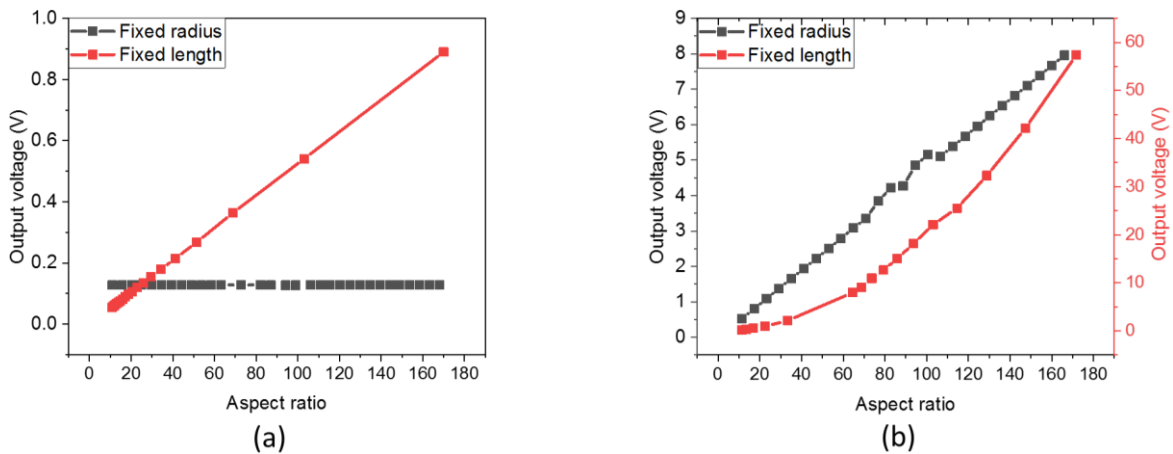 Fixed radius
Fixed length
Output voltage (V)
1.0
0.8
0.6
0.4
0.2
0.0
0 20 40 60 80 100 120 140 160 180
Aspect ratio
(a)
Fixed radius
Fixed length
Output voltage (V)
9
8
7
6
5
4
3
2
1
0
60
50
40
30
20
10
0
Output voltage (V)
0 20 40 60 80 100 120 140 160 180
Aspect ratio
(b)